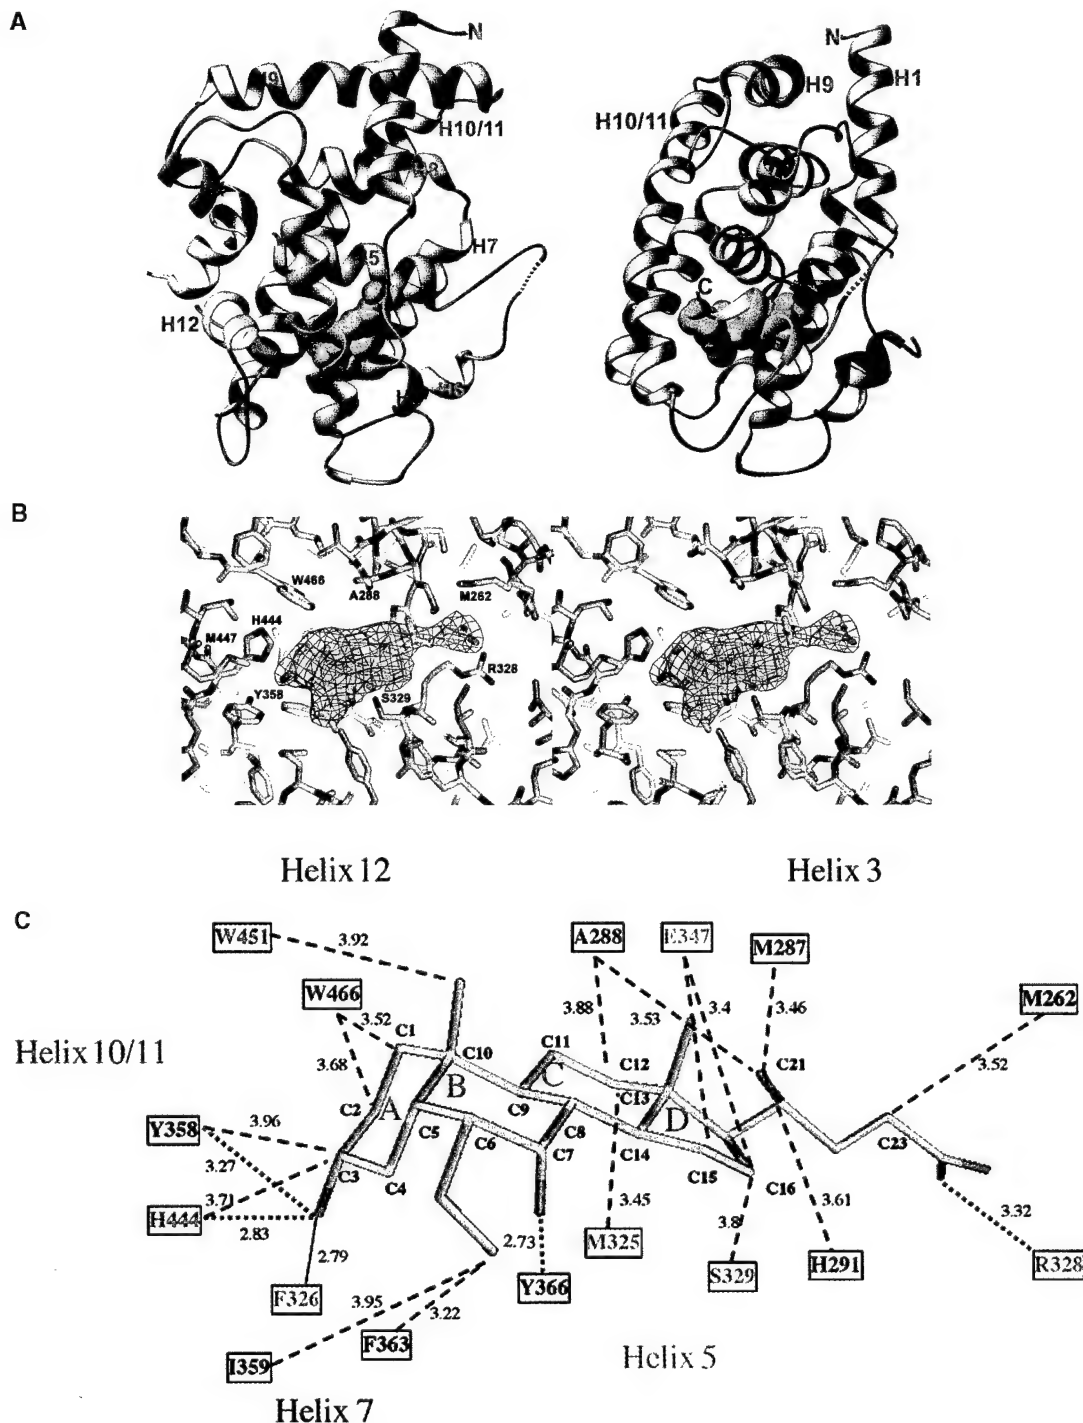 A
N
H9
H10/11
H8
H7
H5
H12
H6
N
H9
H1
H10/11
C
B
W466
A288
M262
H444
M447
R328
S329
Y358
Helix 12
Helix 3
C
W451
3.92
A288
E347
M287
W466
M262
3.52
3.88
3.53
3.4
3.46
3.52
Helix 10/11
C1
C10
C11
C12
C21
3.68
B
C
C13
C2
A
C9
D
C23
Y358
3.96
C5
C6
C8
C14
3.27
C3
C4
C7
C15
C16
3.71
3.45
3.61
3.32
H444
2.83
2.73
M325
3.8
2.79
S329
H291
R328
F326
3.95
3.22
Y366
I359
F363
Helix 5
Helix 7